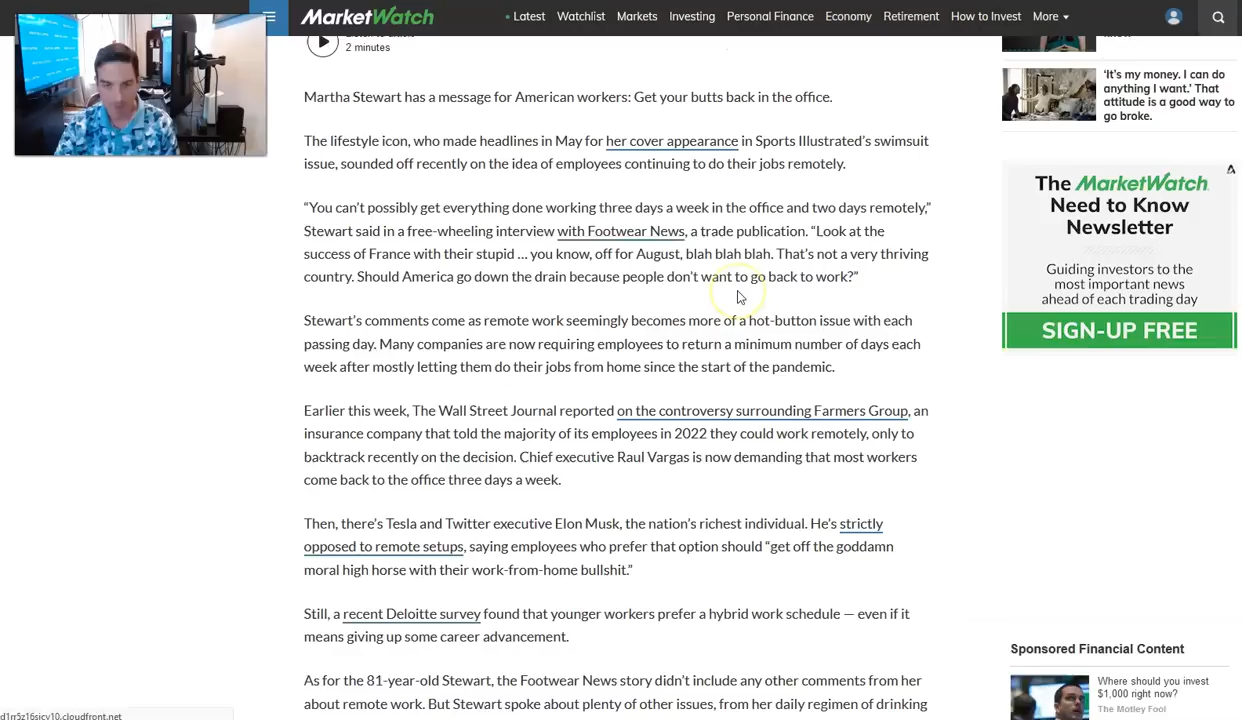 MarketWatch
Latest Watchlist Markets Investing Personal Finance Economy Retirement How to Invest More
2 minutes
Martha Stewart has a message for American workers: Get your butts back in the office.
The lifestyle icon, who made headlines in May for her cover appearance in Sports Illustrated’s swimsuit
issue, sounded off recently on the idea of employees continuing to do their jobs remotely.
“You can’t possibly get everything done working three days a week in the office and two days remotely,”
Stewart said in a free-wheeling interview with Footwear News, a trade publication. “Look at the
success of France with their stupid … you know, off for August, blah blah blah. That’s not a very thriving
country. Should America go down the drain because people don’t want to go back to work?”
Stewart’s comments come as remote work seemingly becomes more of a hot-button issue with each
passing day. Many companies are now requiring employees to return a minimum number of days each
week after mostly letting them do their jobs from home since the start of the pandemic.
Earlier this week, The Wall Street Journal reported on the controversy surrounding Farmers Group, an
insurance company that told the majority of its employees in 2022 they could work remotely, only to
backtrack recently on the decision. Chief executive Raul Vargas is now demanding that most workers
come back to the office three days a week.
Then, there’s Tesla and Twitter executive Elon Musk, the nation’s richest individual. He’s strictly
opposed to remote setups, saying employees who prefer that option should “get off the goddamn
moral high horse with their work-from-home bullshit.”
Still, a recent Deloitte survey found that younger workers prefer a hybrid work schedule — even if it
means giving up some career advancement.
As for the 81-year-old Stewart, the Footwear News story didn’t include any other comments from her
about remote work. But Stewart spoke about plenty of other issues, from her daily regimen of drinking
‘It’s my money. I can do
anything I want.’ That
attitude is a good way to
go broke.
The MarketWatch
Need to Know
Newsletter
Guiding investors to the
most important news
ahead of each trading day
SIGN-UP FREE
Sponsored Financial Content
Where should you invest
$1,000 right now?
The Motley Fool
d1rr5z16sicv10.cloudfront.net